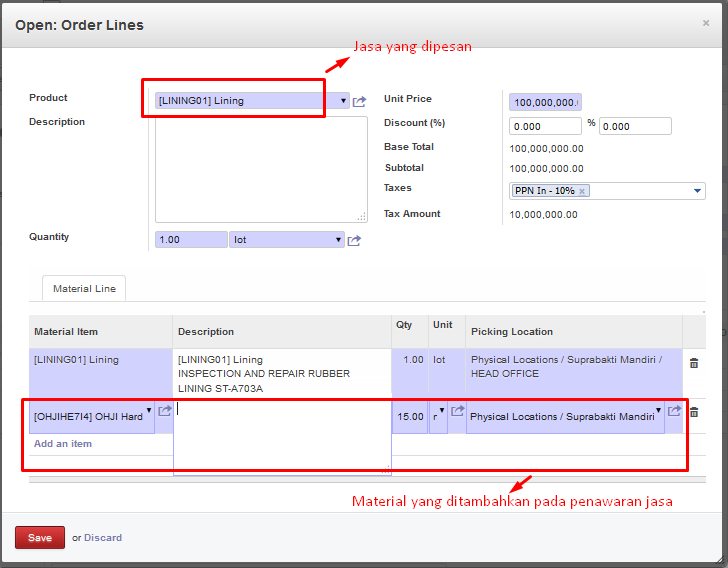 Open: Order Lines
×
Jasa yang dipesan
Product
[LINING01] Lining
Description
Quantity
1.00
lot
Unit Price
100,000,000.
Discount (%)
0.000
%
0.000
Base Total
100,000,000.00
Subtotal
100,000,000.00
Taxes
PPN In - 10% ×
Tax Amount
10,000,000.00
Material Line
Material Item Description Qty Unit Picking Location
[LINING01] Lining
[LINING01] Lining
INSPECTION AND REPAIR RUBBER
LINING ST-A703A
1.00
lot
Physical Locations / Suprabakti Mandiri /
HEAD OFFICE
[OHJIHE7I4] OHJI Hard
15.00
Physical Locations / Suprabakti Mandiri
Add an item
Material yang ditambahkan pada penawaran jasa
Save or Discard